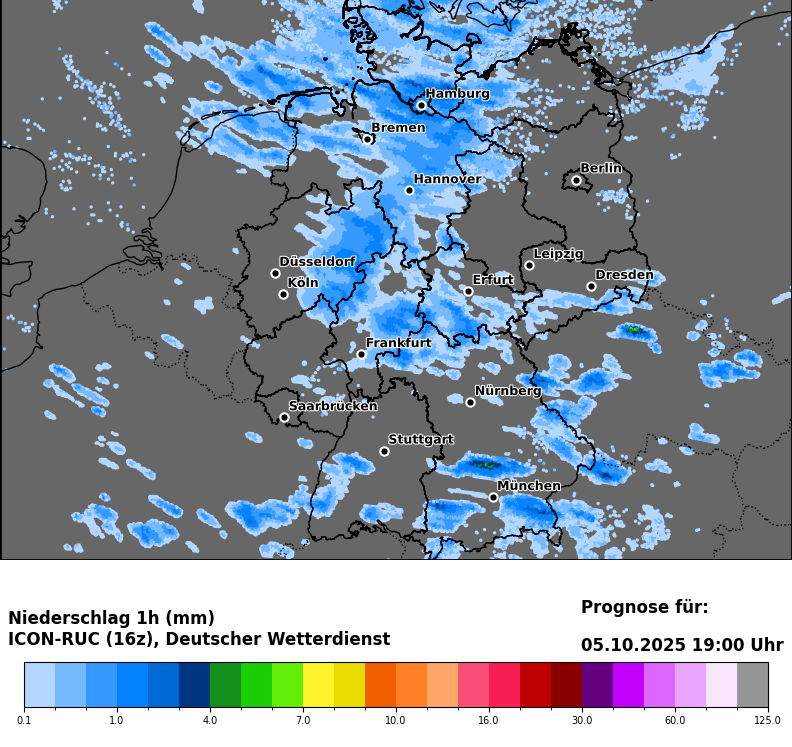 Hamburg
Bremen
Berlin
Hannover
Leipzig
Düsseldorf
Dresden
Köln
Erfurt
Frankfurt
Nürnberg
Saarbrücken
Stuttgart
München
Niederschlag 1h (mm)
ICON-RUC (16z), Deutscher Wetterdienst
Prognose für:
05.10.2025 19:00 Uhr
0.1 1.0 4.0 7.0 10.0 16.0 30.0 60.0 125.0